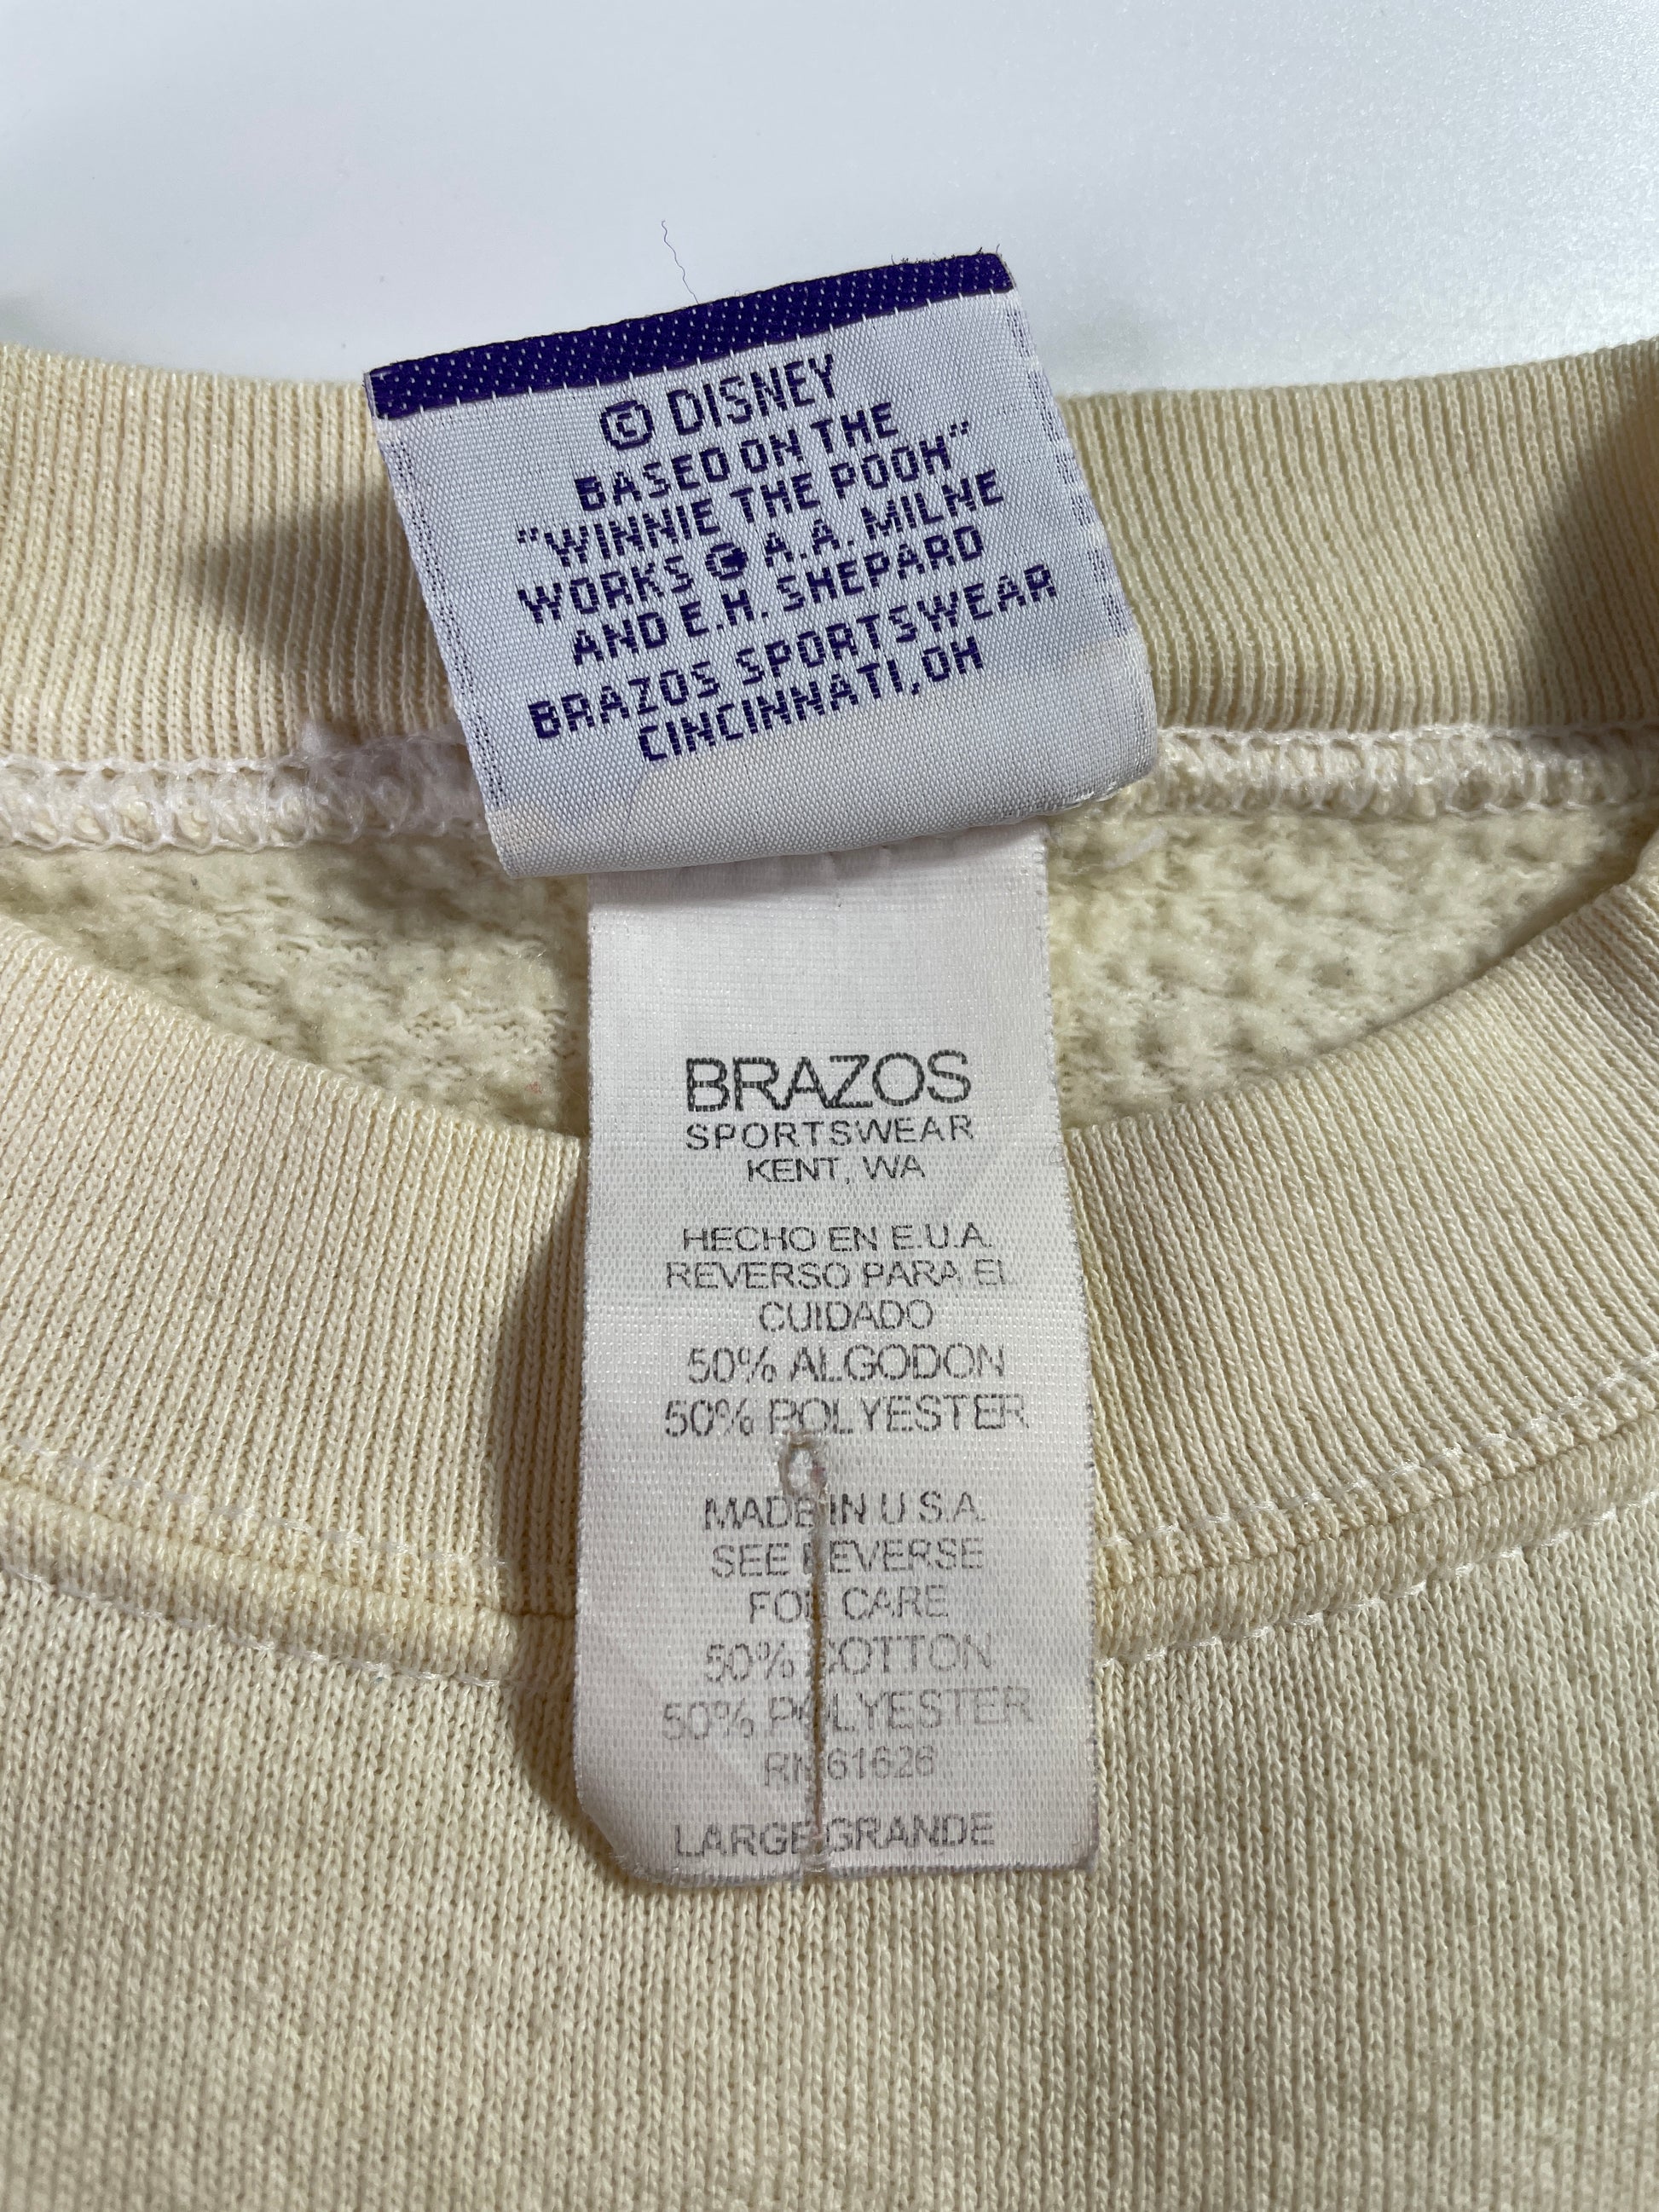 © DISNEY
BASED ON THE
"WINNIE THE POOH"
WORKS © A.A. MILNE
AND E.H. SHEPARD
BRAZOS SPORTSWEAR
CINCINNATI, OH
BRAZOS
SPORTSWEAR
KENT, WA
HECHO EN E.U.A.
REVERSO PARA EL
CUIDADO
50% ALGODON
50% POLYESTER
MADE IN U.S.A.
SEE REVERSE
FOR CARE
50% COTTON
50% POLYESTER
RN 61626
LARGE GRANDE